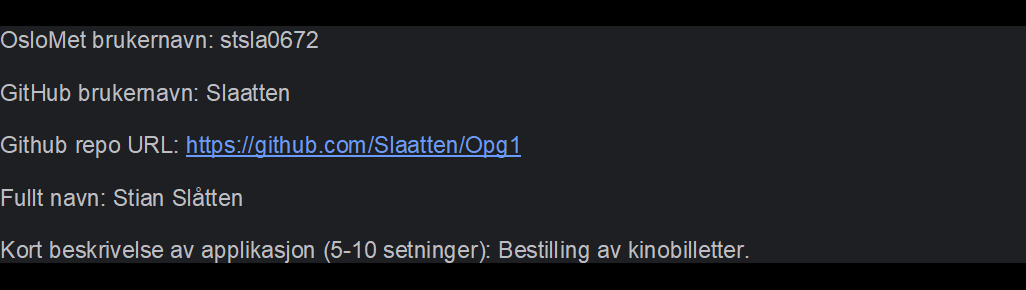 OsloMet brukernavn: stsla0672
GitHub brukernavn: Slaatten
Github repo URL: https://github.com/Slaatten/Opg1
Fullt navn: Stian Slåtten
Kort beskrivelse av applikasjon (5-10 setninger): Bestilling av kinobilletter.